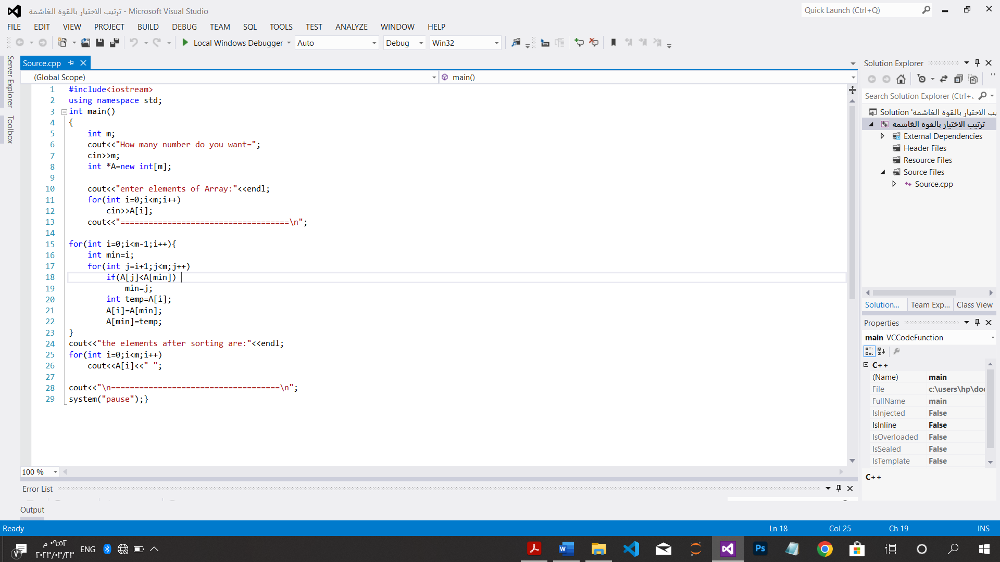 ترتيب الاختيار بالقوة الغاشمة - Microsoft Visual Studio
Quick Launch (Ctrl+Q)
FILE EDIT VIEW PROJECT BUILD DEBUG TEAM SQL TOOLS TEST ANALYZE WINDOW HELP
Local Windows Debugger Auto Debug Win32
Server Explorer
Toolbox
Source.cpp
(Global Scope) main()
1 #include<iostream>
2 using namespace std;
3 int main()
4 {
5 int m;
6 cout<<"How many number do you want=";
7 cin>>m;
8 int *A=new int[m];
9
10 cout<<"enter elements of Array:"<<endl;
11 for(int i=0;i<m;i++)
12 cin>>A[i];
13 cout<<"====================================\n";
14
15 for(int i=0;i<m-1;i++){
16 int min=i;
17 for(int j=i+1;j<m;j++)
18 if(A[j]<A[min])
19 min=j;
20 int temp=A[i];
21 A[i]=A[min];
22 A[min]=temp;
23 }
24 cout<<"the elements after sorting are:"<<endl;
25 for(int i=0;i<m;i++)
26 cout<<A[i]<<" ";
27
28 cout<<"\n====================================\n";
29 system("pause");}
100 %
Error List
Output
Solution Explorer
Search Solution Explorer (Ctrl+
Solution 'يب الاختيار بالقوة الغاشمة
ترتيب الاختيار بالقوة الغاشمة
External Dependencies
Header Files
Resource Files
Source Files
Source.cpp
Solution... Team Exp... Class View
Properties
main VCCodeFunction
C++
(Name) main
File c:\users\hp\do
FullName main
IsInjected False
IsInline False
IsOverloaded False
IsSealed False
IsTemplate False
C++
Ready Ln 18 Col 25 Ch 19 INS
٧ ٠٩:٥٢ م ENG
٢٠٢٣/٠٣/٢٣
W Ps